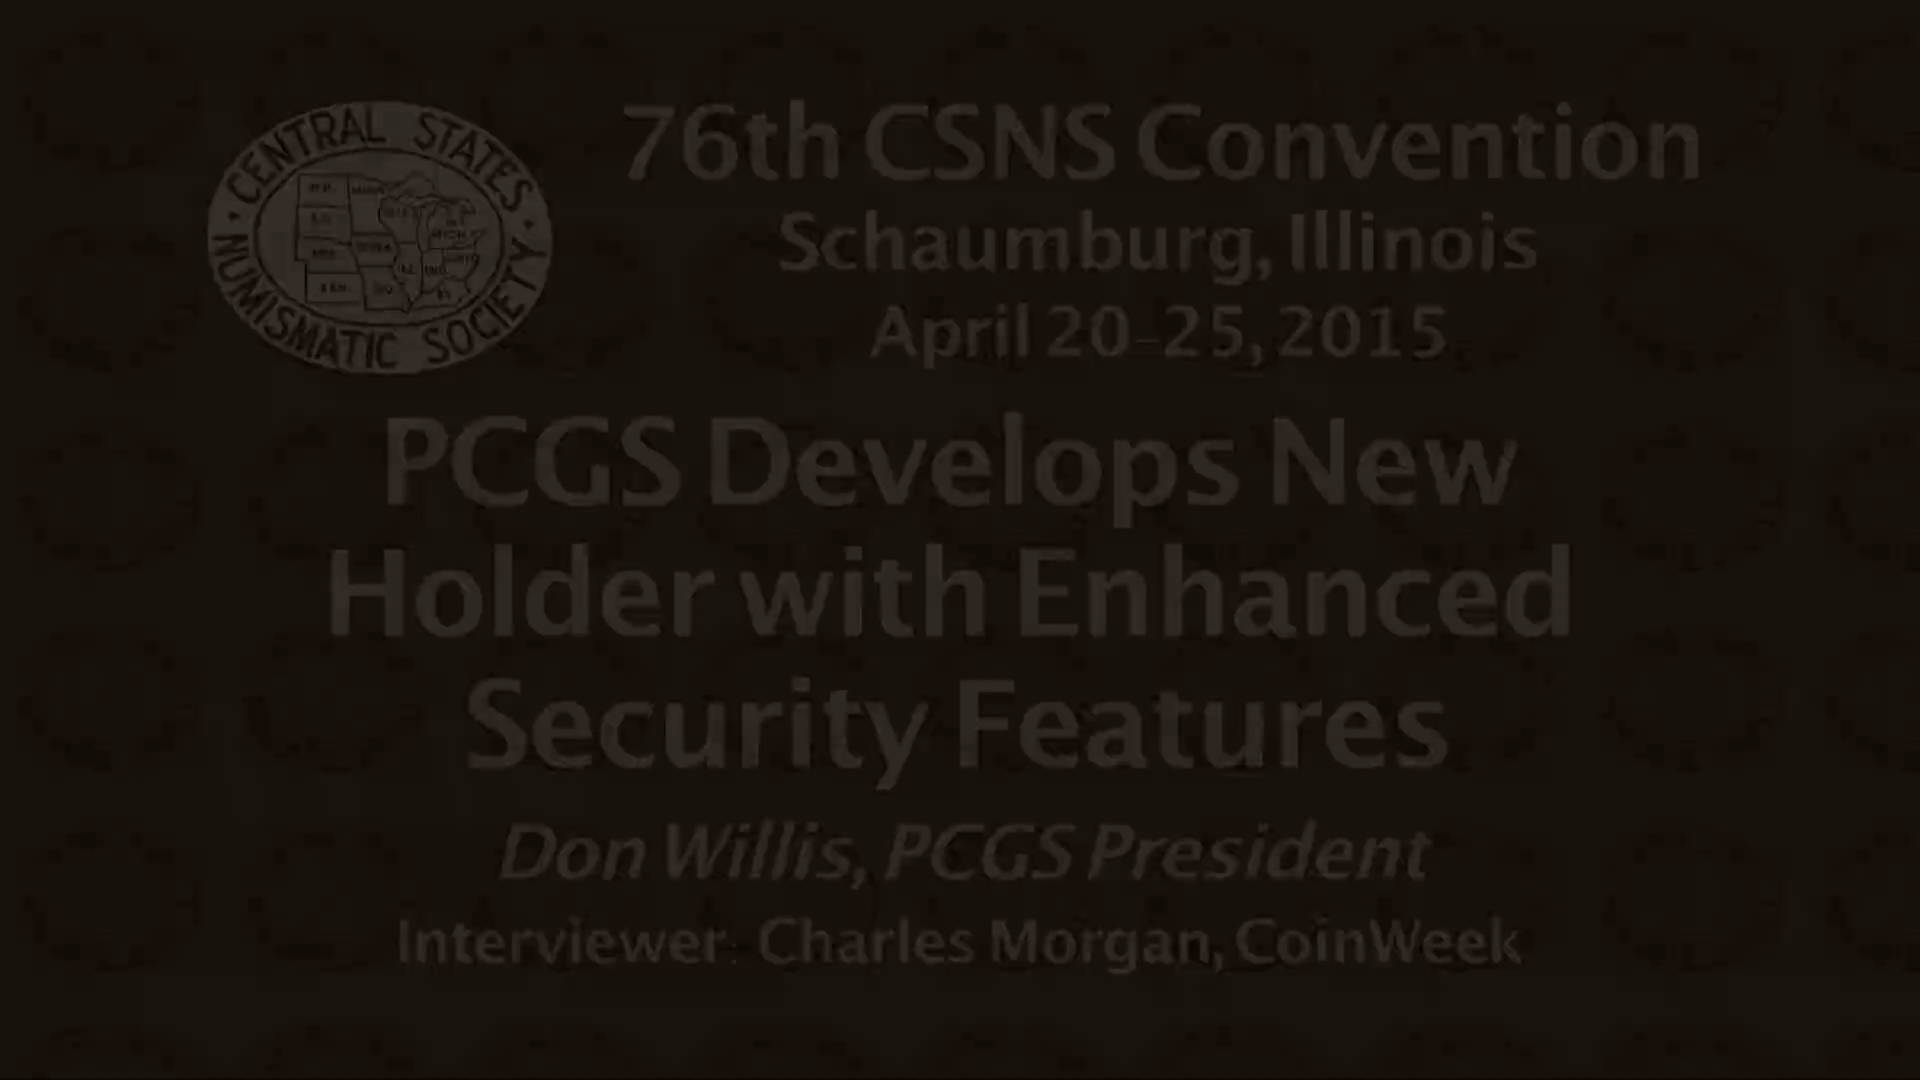 CENTRAL STATES
NUMISMATIC SOCIETY
76th CSNS Convention
Schaumburg, Illinois
April 20-25, 2015
PCGS Develops New
Holder with Enhanced
Security Features
Don Willis, PCGS President
Interviewer: Charles Morgan, CoinWeek